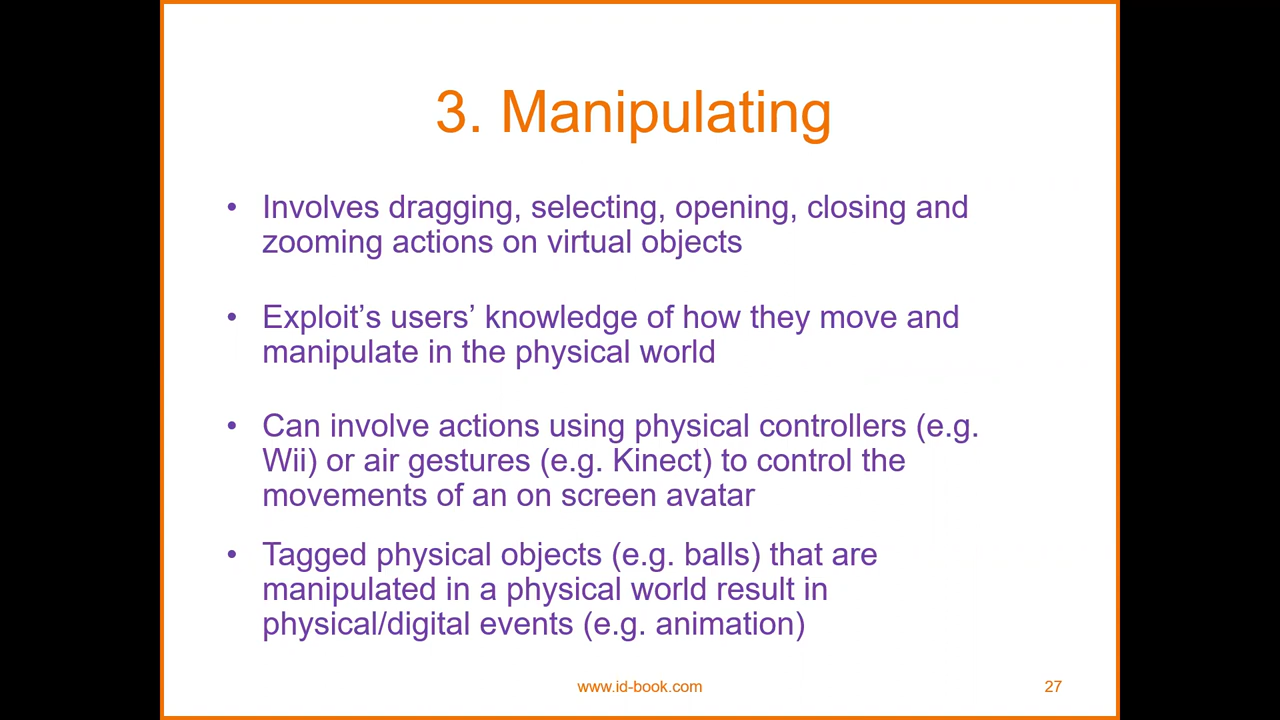 3. Manipulating
• Involves dragging, selecting, opening, closing and
zooming actions on virtual objects
• Exploit’s users’ knowledge of how they move and
manipulate in the physical world
• Can involve actions using physical controllers (e.g.
Wii) or air gestures (e.g. Kinect) to control the
movements of an on screen avatar
• Tagged physical objects (e.g. balls) that are
manipulated in a physical world result in
physical/digital events (e.g. animation)
www.id-book.com
27